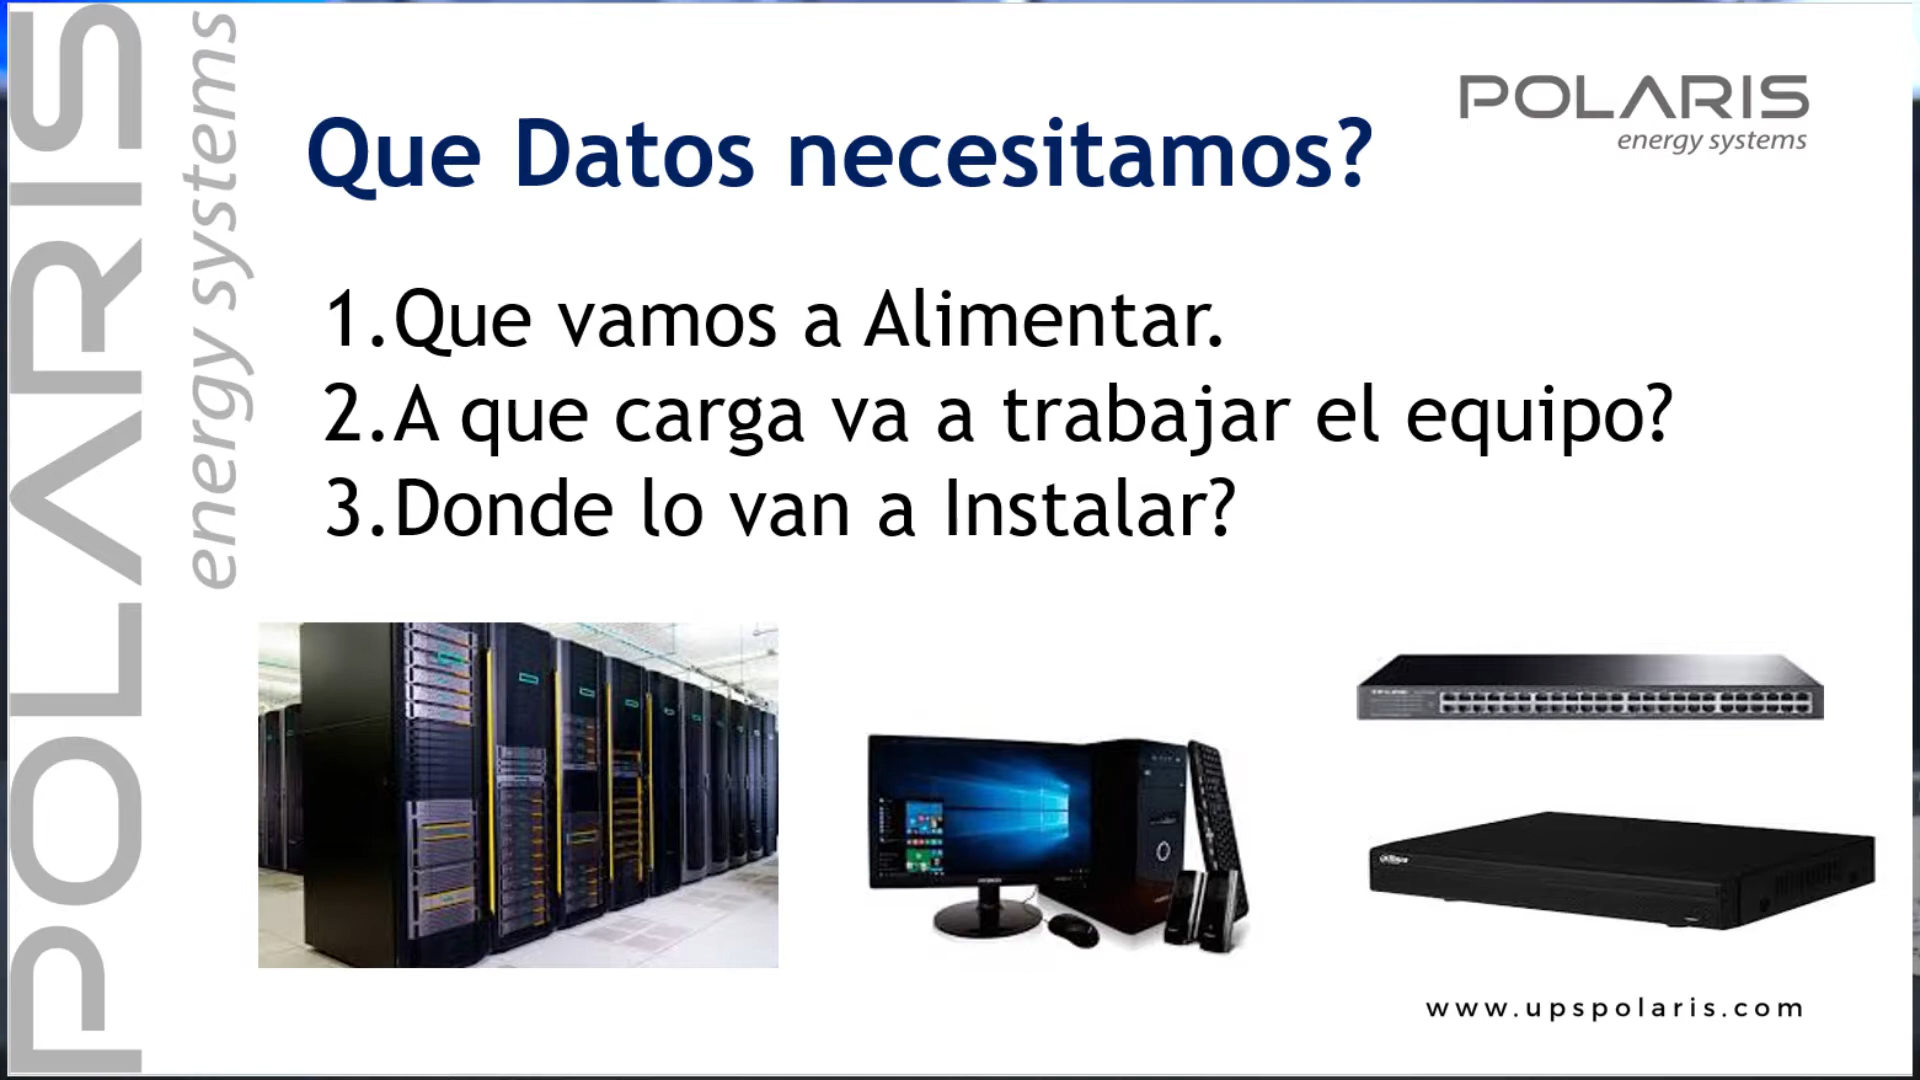 POLARIS
energy systems
POLARIS
energy systems
Que Datos necesitamos?
1.Que vamos a Alimentar.
2.A que carga va a trabajar el equipo?
3.Donde lo van a Instalar?
www.upspolaris.com